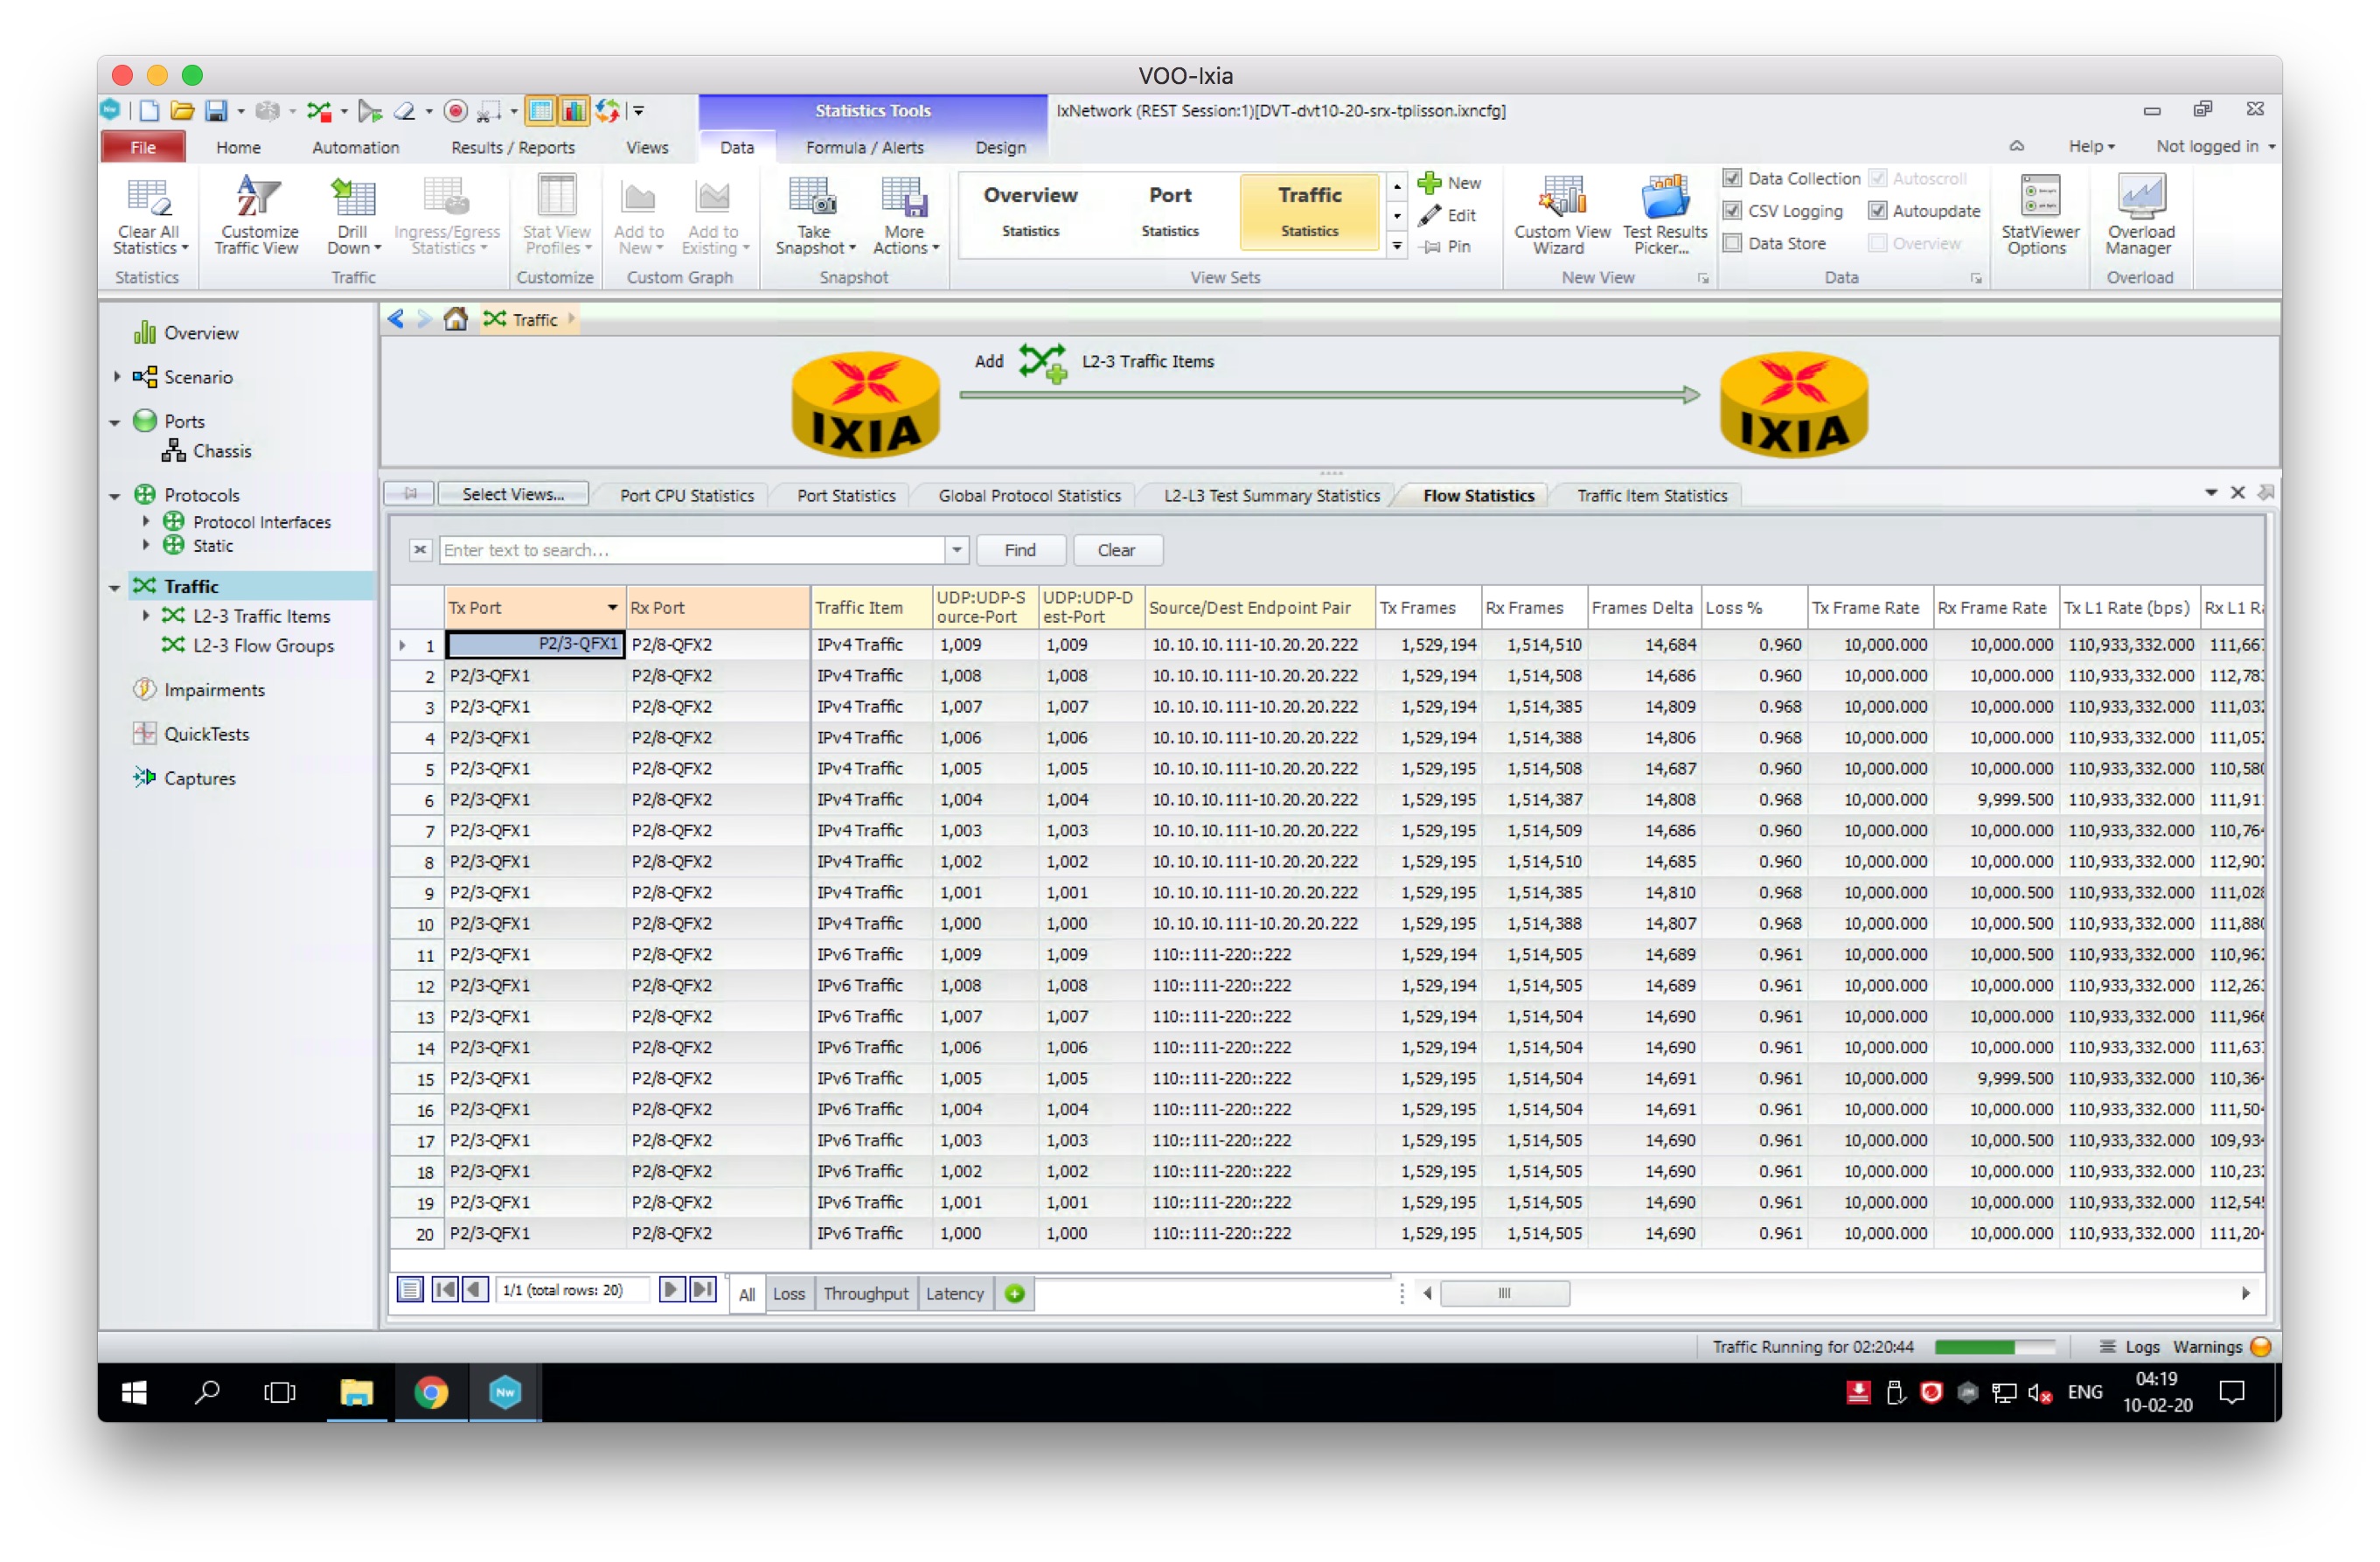 VOO-Ixia
Statistics Tools
IxNetwork (REST Session:1)[DVT-dvt10-20-srx-tplisson.ixncfg]
File Home Automation Results / Reports Views Data Formula / Alerts Design Help Not logged in
Clear All Statistics
Customize Traffic View
Drill Down
Ingress/Egress Statistics
Stat View Profiles
Add to New
Add to Existing
Take Snapshot
More Actions
Overview Statistics
Port Statistics
Traffic Statistics
New
Edit
Pin
Custom View Wizard
Test Results Picker...
Data Collection Autoscroll
CSV Logging Autoupdate
Data Store Overview
StatViewer Options
Overload Manager
Statistics Traffic Customize Custom Graph Snapshot View Sets New View Data Overload
Overview
Scenario
Ports
Chassis
Protocols
Protocol Interfaces
Static
Traffic
L2-3 Traffic Items
L2-3 Flow Groups
Impairments
QuickTests
Captures
Traffic
IXIA
Add L2-3 Traffic Items
IXIA
Select Views... Port CPU Statistics Port Statistics Global Protocol Statistics L2-L3 Test Summary Statistics Flow Statistics Traffic Item Statistics
Enter text to search... Find Clear
Tx Port Rx Port Traffic Item UDP:UDP-Source-Port UDP:UDP-Dest-Port Source/Dest Endpoint Pair Tx Frames Rx Frames Frames Delta Loss % Tx Frame Rate Rx Frame Rate Tx L1 Rate (bps) Rx L1 Ra
1 P2/3-QFX1 P2/8-QFX2 IPv4 Traffic 1,009 1,009 10.10.10.111-10.20.20.222 1,529,194 1,514,510 14,684 0.960 10,000.000 10,000.000 110,933,332.000 111,66
2 P2/3-QFX1 P2/8-QFX2 IPv4 Traffic 1,008 1,008 10.10.10.111-10.20.20.222 1,529,194 1,514,508 14,686 0.960 10,000.000 10,000.000 110,933,332.000 112,78
3 P2/3-QFX1 P2/8-QFX2 IPv4 Traffic 1,007 1,007 10.10.10.111-10.20.20.222 1,529,194 1,514,385 14,809 0.968 10,000.000 10,000.000 110,933,332.000 111,03
4 P2/3-QFX1 P2/8-QFX2 IPv4 Traffic 1,006 1,006 10.10.10.111-10.20.20.222 1,529,194 1,514,388 14,806 0.968 10,000.000 10,000.000 110,933,332.000 111,05
5 P2/3-QFX1 P2/8-QFX2 IPv4 Traffic 1,005 1,005 10.10.10.111-10.20.20.222 1,529,195 1,514,508 14,687 0.960 10,000.000 10,000.000 110,933,332.000 110,58
6 P2/3-QFX1 P2/8-QFX2 IPv4 Traffic 1,004 1,004 10.10.10.111-10.20.20.222 1,529,195 1,514,387 14,808 0.968 10,000.000 9,999.500 110,933,332.000 111,91
7 P2/3-QFX1 P2/8-QFX2 IPv4 Traffic 1,003 1,003 10.10.10.111-10.20.20.222 1,529,195 1,514,509 14,686 0.960 10,000.000 10,000.000 110,933,332.000 110,76
8 P2/3-QFX1 P2/8-QFX2 IPv4 Traffic 1,002 1,002 10.10.10.111-10.20.20.222 1,529,195 1,514,510 14,685 0.960 10,000.000 10,000.000 110,933,332.000 112,90
9 P2/3-QFX1 P2/8-QFX2 IPv4 Traffic 1,001 1,001 10.10.10.111-10.20.20.222 1,529,195 1,514,385 14,810 0.968 10,000.000 10,000.500 110,933,332.000 111,02
10 P2/3-QFX1 P2/8-QFX2 IPv4 Traffic 1,000 1,000 10.10.10.111-10.20.20.222 1,529,195 1,514,388 14,807 0.968 10,000.000 10,000.500 110,933,332.000 111,88
11 P2/3-QFX1 P2/8-QFX2 IPv6 Traffic 1,009 1,009 110::111-220::222 1,529,194 1,514,505 14,689 0.961 10,000.000 10,000.500 110,933,332.000 110,96
12 P2/3-QFX1 P2/8-QFX2 IPv6 Traffic 1,008 1,008 110::111-220::222 1,529,194 1,514,505 14,689 0.961 10,000.000 10,000.000 110,933,332.000 112,26
13 P2/3-QFX1 P2/8-QFX2 IPv6 Traffic 1,007 1,007 110::111-220::222 1,529,194 1,514,504 14,690 0.961 10,000.000 10,000.000 110,933,332.000 111,96
14 P2/3-QFX1 P2/8-QFX2 IPv6 Traffic 1,006 1,006 110::111-220::222 1,529,194 1,514,504 14,690 0.961 10,000.000 10,000.000 110,933,332.000 111,63
15 P2/3-QFX1 P2/8-QFX2 IPv6 Traffic 1,005 1,005 110::111-220::222 1,529,195 1,514,504 14,691 0.961 10,000.000 9,999.500 110,933,332.000 110,36
16 P2/3-QFX1 P2/8-QFX2 IPv6 Traffic 1,004 1,004 110::111-220::222 1,529,195 1,514,504 14,691 0.961 10,000.000 10,000.000 110,933,332.000 111,50
17 P2/3-QFX1 P2/8-QFX2 IPv6 Traffic 1,003 1,003 110::111-220::222 1,529,195 1,514,505 14,690 0.961 10,000.000 10,000.500 110,933,332.000 109,93
18 P2/3-QFX1 P2/8-QFX2 IPv6 Traffic 1,002 1,002 110::111-220::222 1,529,195 1,514,505 14,690 0.961 10,000.000 10,000.000 110,933,332.000 110,23
19 P2/3-QFX1 P2/8-QFX2 IPv6 Traffic 1,001 1,001 110::111-220::222 1,529,195 1,514,505 14,690 0.961 10,000.000 10,000.000 110,933,332.000 112,54
20 P2/3-QFX1 P2/8-QFX2 IPv6 Traffic 1,000 1,000 110::111-220::222 1,529,195 1,514,505 14,690 0.961 10,000.000 10,000.000 110,933,332.000 111,20
1/1 (total rows: 20) All Loss Throughput Latency
Traffic Running for 02:20:44 Logs Warnings
Nw ENG 04:19
10-02-20